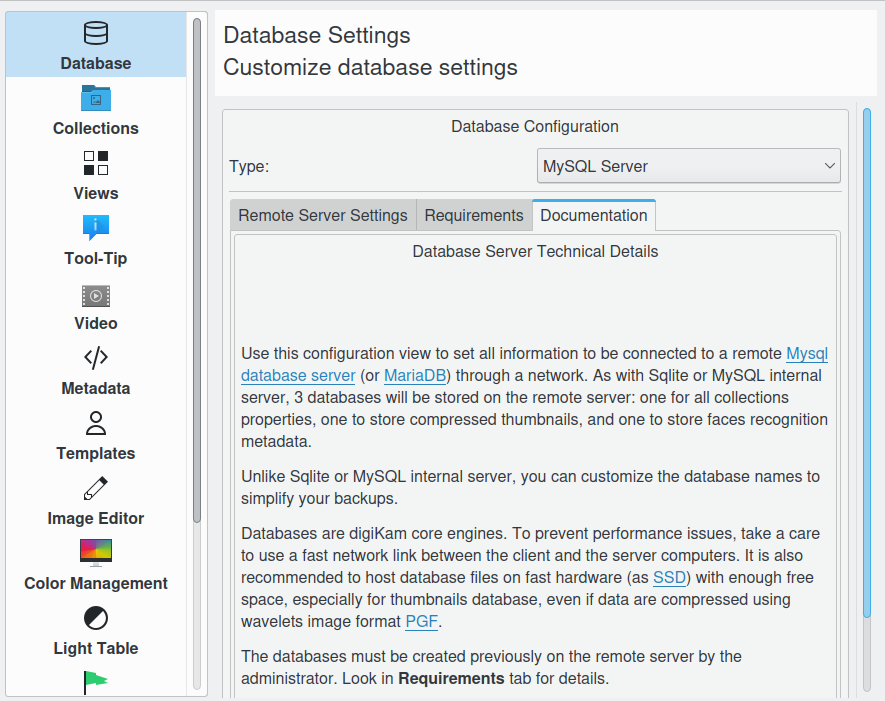 Database
Collections
Views
Tool-Tip
Video
Metadata
Templates
Image Editor
Color Management
Light Table
Database Settings
Customize database settings
Database Configuration
Type:
MySQL Server
Remote Server Settings
Requirements
Documentation
Database Server Technical Details
Use this configuration view to set all information to be connected to a remote Mysql
database server (or MariaDB) through a network. As with Sqlite or MySQL internal
server, 3 databases will be stored on the remote server: one for all collections
properties, one to store compressed thumbnails, and one to store faces recognition
metadata.
Unlike Sqlite or MySQL internal server, you can customize the database names to
simplify your backups.
Databases are digiKam core engines. To prevent performance issues, take a care
to use a fast network link between the client and the server computers. It is also
recommended to host database files on fast hardware (as SSD) with enough free
space, especially for thumbnails database, even if data are compressed using
wavelets image format PGF.
The databases must be created previously on the remote server by the
administrator. Look in Requirements tab for details.